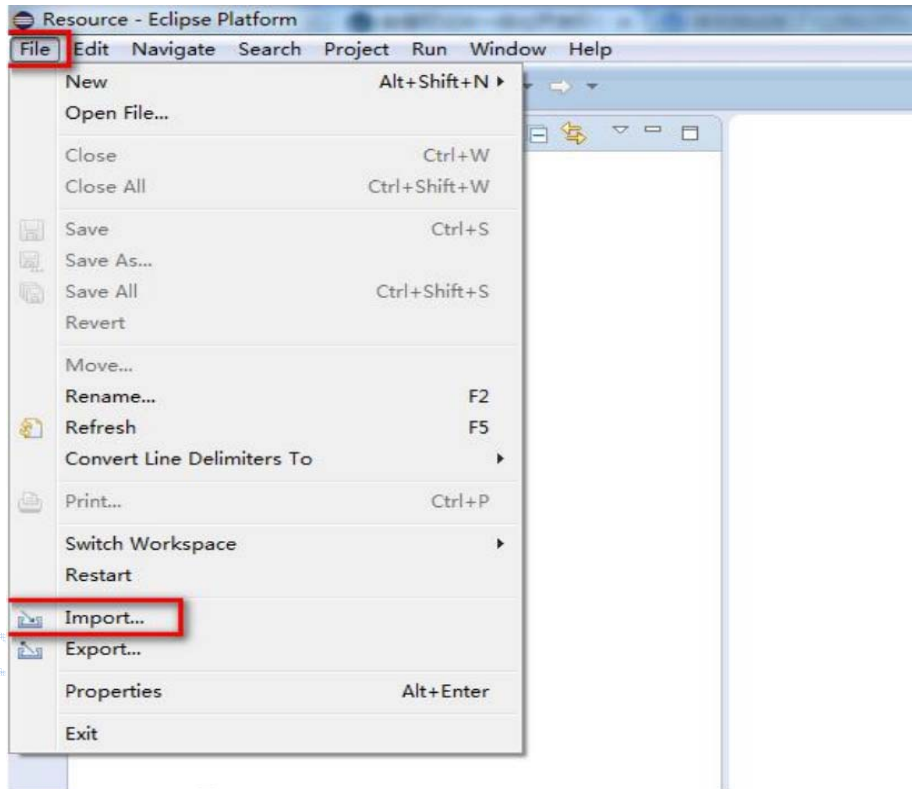 Resource - Eclipse Platform
File Edit Navigate Search Project Run Window Help
New Alt+Shift+N
Open File...
Close Ctrl+W
Close All Ctrl+Shift+W
Save Ctrl+S
Save As...
Save All Ctrl+Shift+S
Revert
Move...
Rename... F2
Refresh F5
Convert Line Delimiters To
Print... Ctrl+P
Switch Workspace
Restart
Import...
Export...
Properties Alt+Enter
Exit